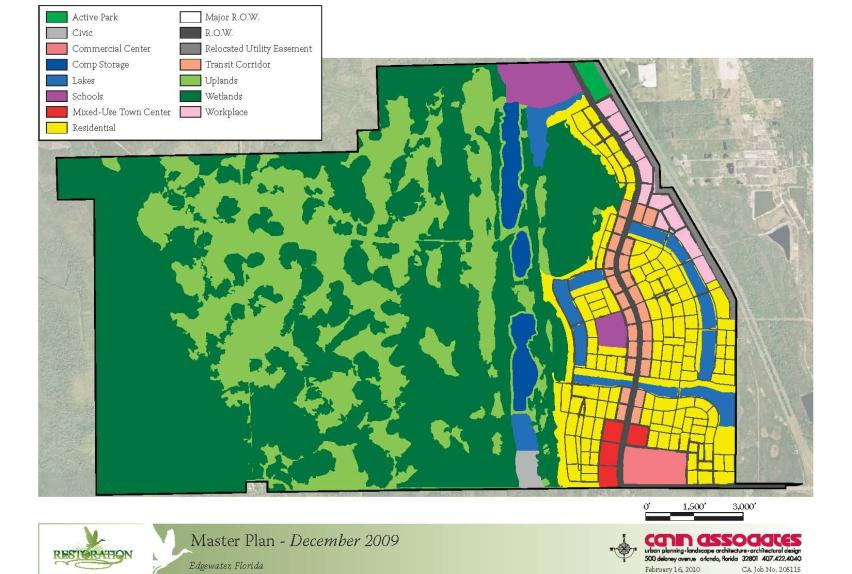 Active Park
Civic
Commercial Center
Comp Storage
Lakes
Schools
Mixed-Use Town Center
Residential
Major R.O.W.
R.O.W.
Relocated Utility Easement
Transit Corridor
Uplands
Wetlands
Workplace
0' 1,500' 3,000'
RESTORATION
Master Plan - December 2009
Edgewater, Florida
canin associates
urban planning·landscape architecture·architectural design
500 delaney avenue orlando, florida 32801 407.422.4040
February 16, 2010 CA Job No. 205115